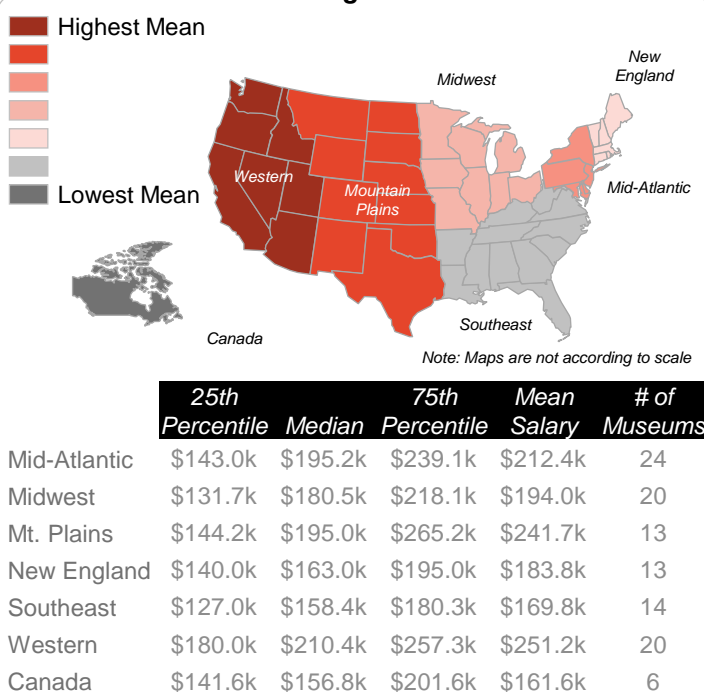 Highest Mean
Lowest Mean
New
England
Midwest
Western
Mountain
Plains
Mid-Atlantic
Southeast
Canada
Note: Maps are not according to scale
25th Percentile Median 75th Percentile Mean Salary # of Museums
Mid-Atlantic $143.0k $195.2k $239.1k $212.4k 24
Midwest $131.7k $180.5k $218.1k $194.0k 20
Mt. Plains $144.2k $195.0k $265.2k $241.7k 13
New England $140.0k $163.0k $195.0k $183.8k 13
Southeast $127.0k $158.4k $180.3k $169.8k 14
Western $180.0k $210.4k $257.3k $251.2k 20
Canada $141.6k $156.8k $201.6k $161.6k 6